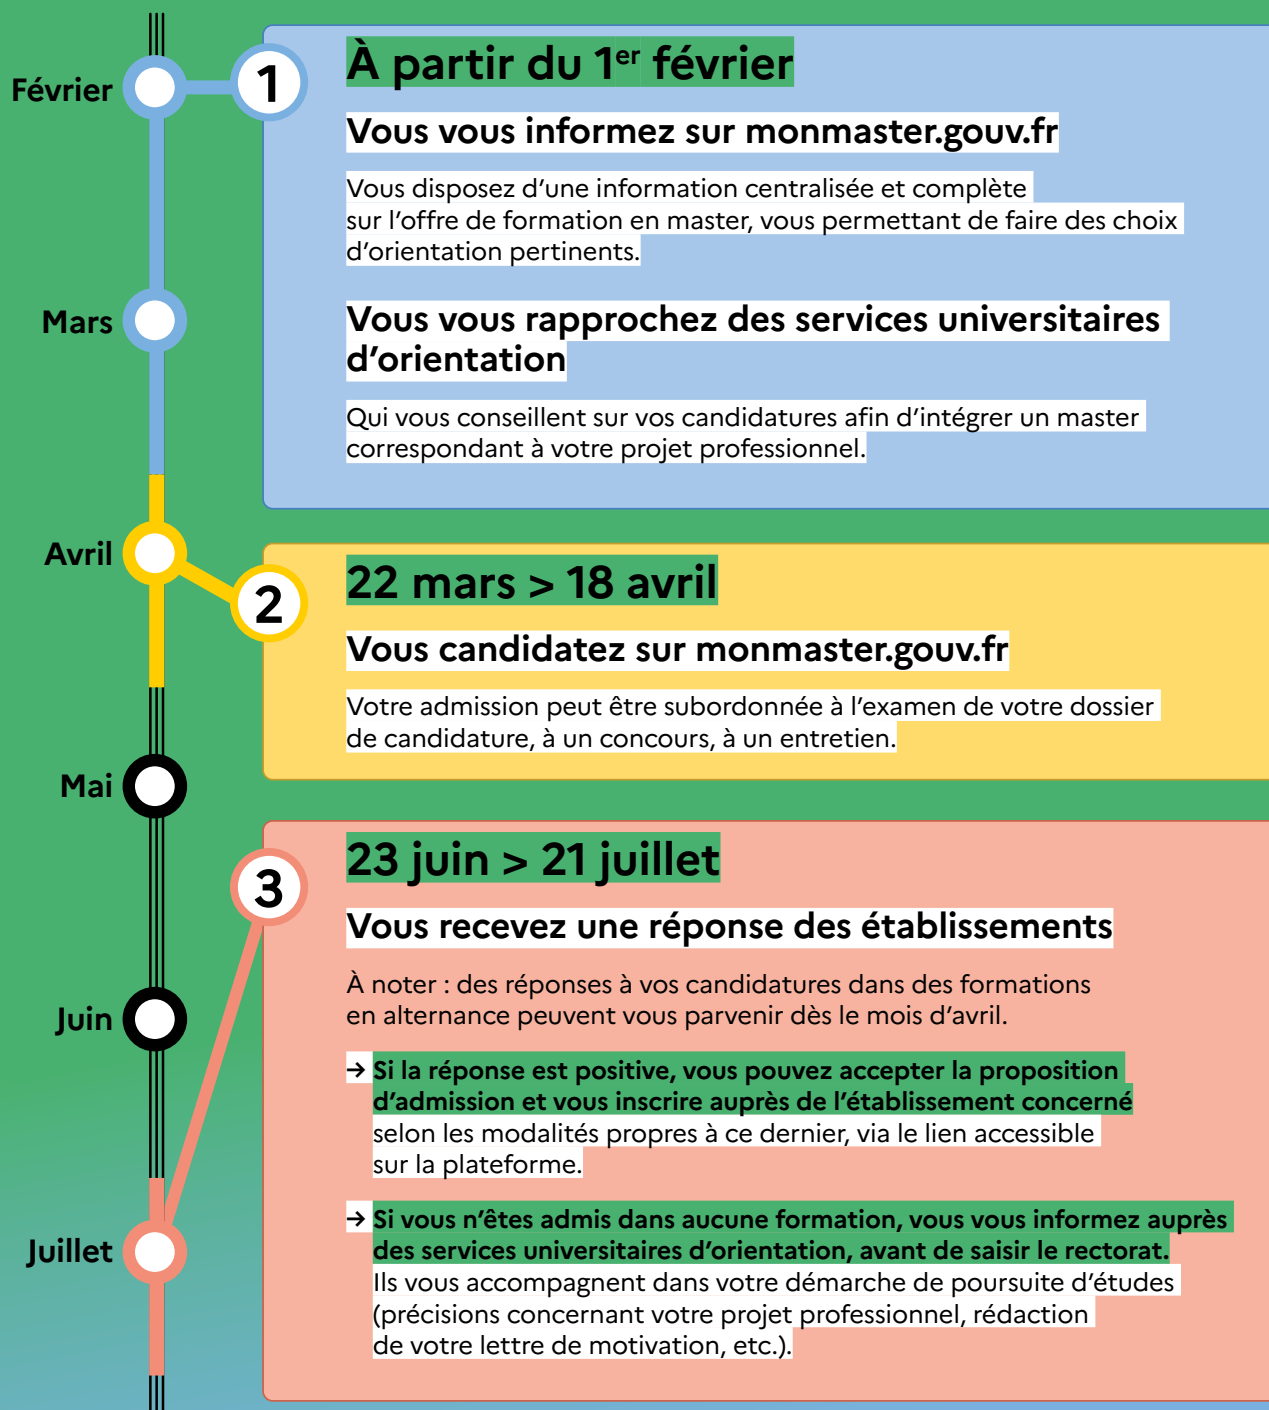 Février
1
À partir du 1er février
Vous vous informez sur monmaster.gouv.fr
Vous disposez d’une information centralisée et complète
sur l’offre de formation en master, vous permettant de faire des choix
d’orientation pertinents.
Mars
Vous vous rapprochez des services universitaires
d’orientation
Qui vous conseillent sur vos candidatures afin d’intégrer un master
correspondant à votre projet professionnel.
Avril
2
22 mars > 18 avril
Vous candidatez sur monmaster.gouv.fr
Votre admission peut être subordonnée à l’examen de votre dossier
de candidature, à un concours, à un entretien.
Mai
3
23 juin > 21 juillet
Vous recevez une réponse des établissements
À noter : des réponses à vos candidatures dans des formations
en alternance peuvent vous parvenir dès le mois d’avril.
Juin
→ Si la réponse est positive, vous pouvez accepter la proposition
d’admission et vous inscrire auprès de l’établissement concerné
selon les modalités propres à ce dernier, via le lien accessible
sur la plateforme.
Juillet
→ Si vous n’êtes admis dans aucune formation, vous vous informez auprès
des services universitaires d’orientation, avant de saisir le rectorat.
Ils vous accompagnent dans votre démarche de poursuite d’études
(précisions concernant votre projet professionnel, rédaction
de votre lettre de motivation, etc.).